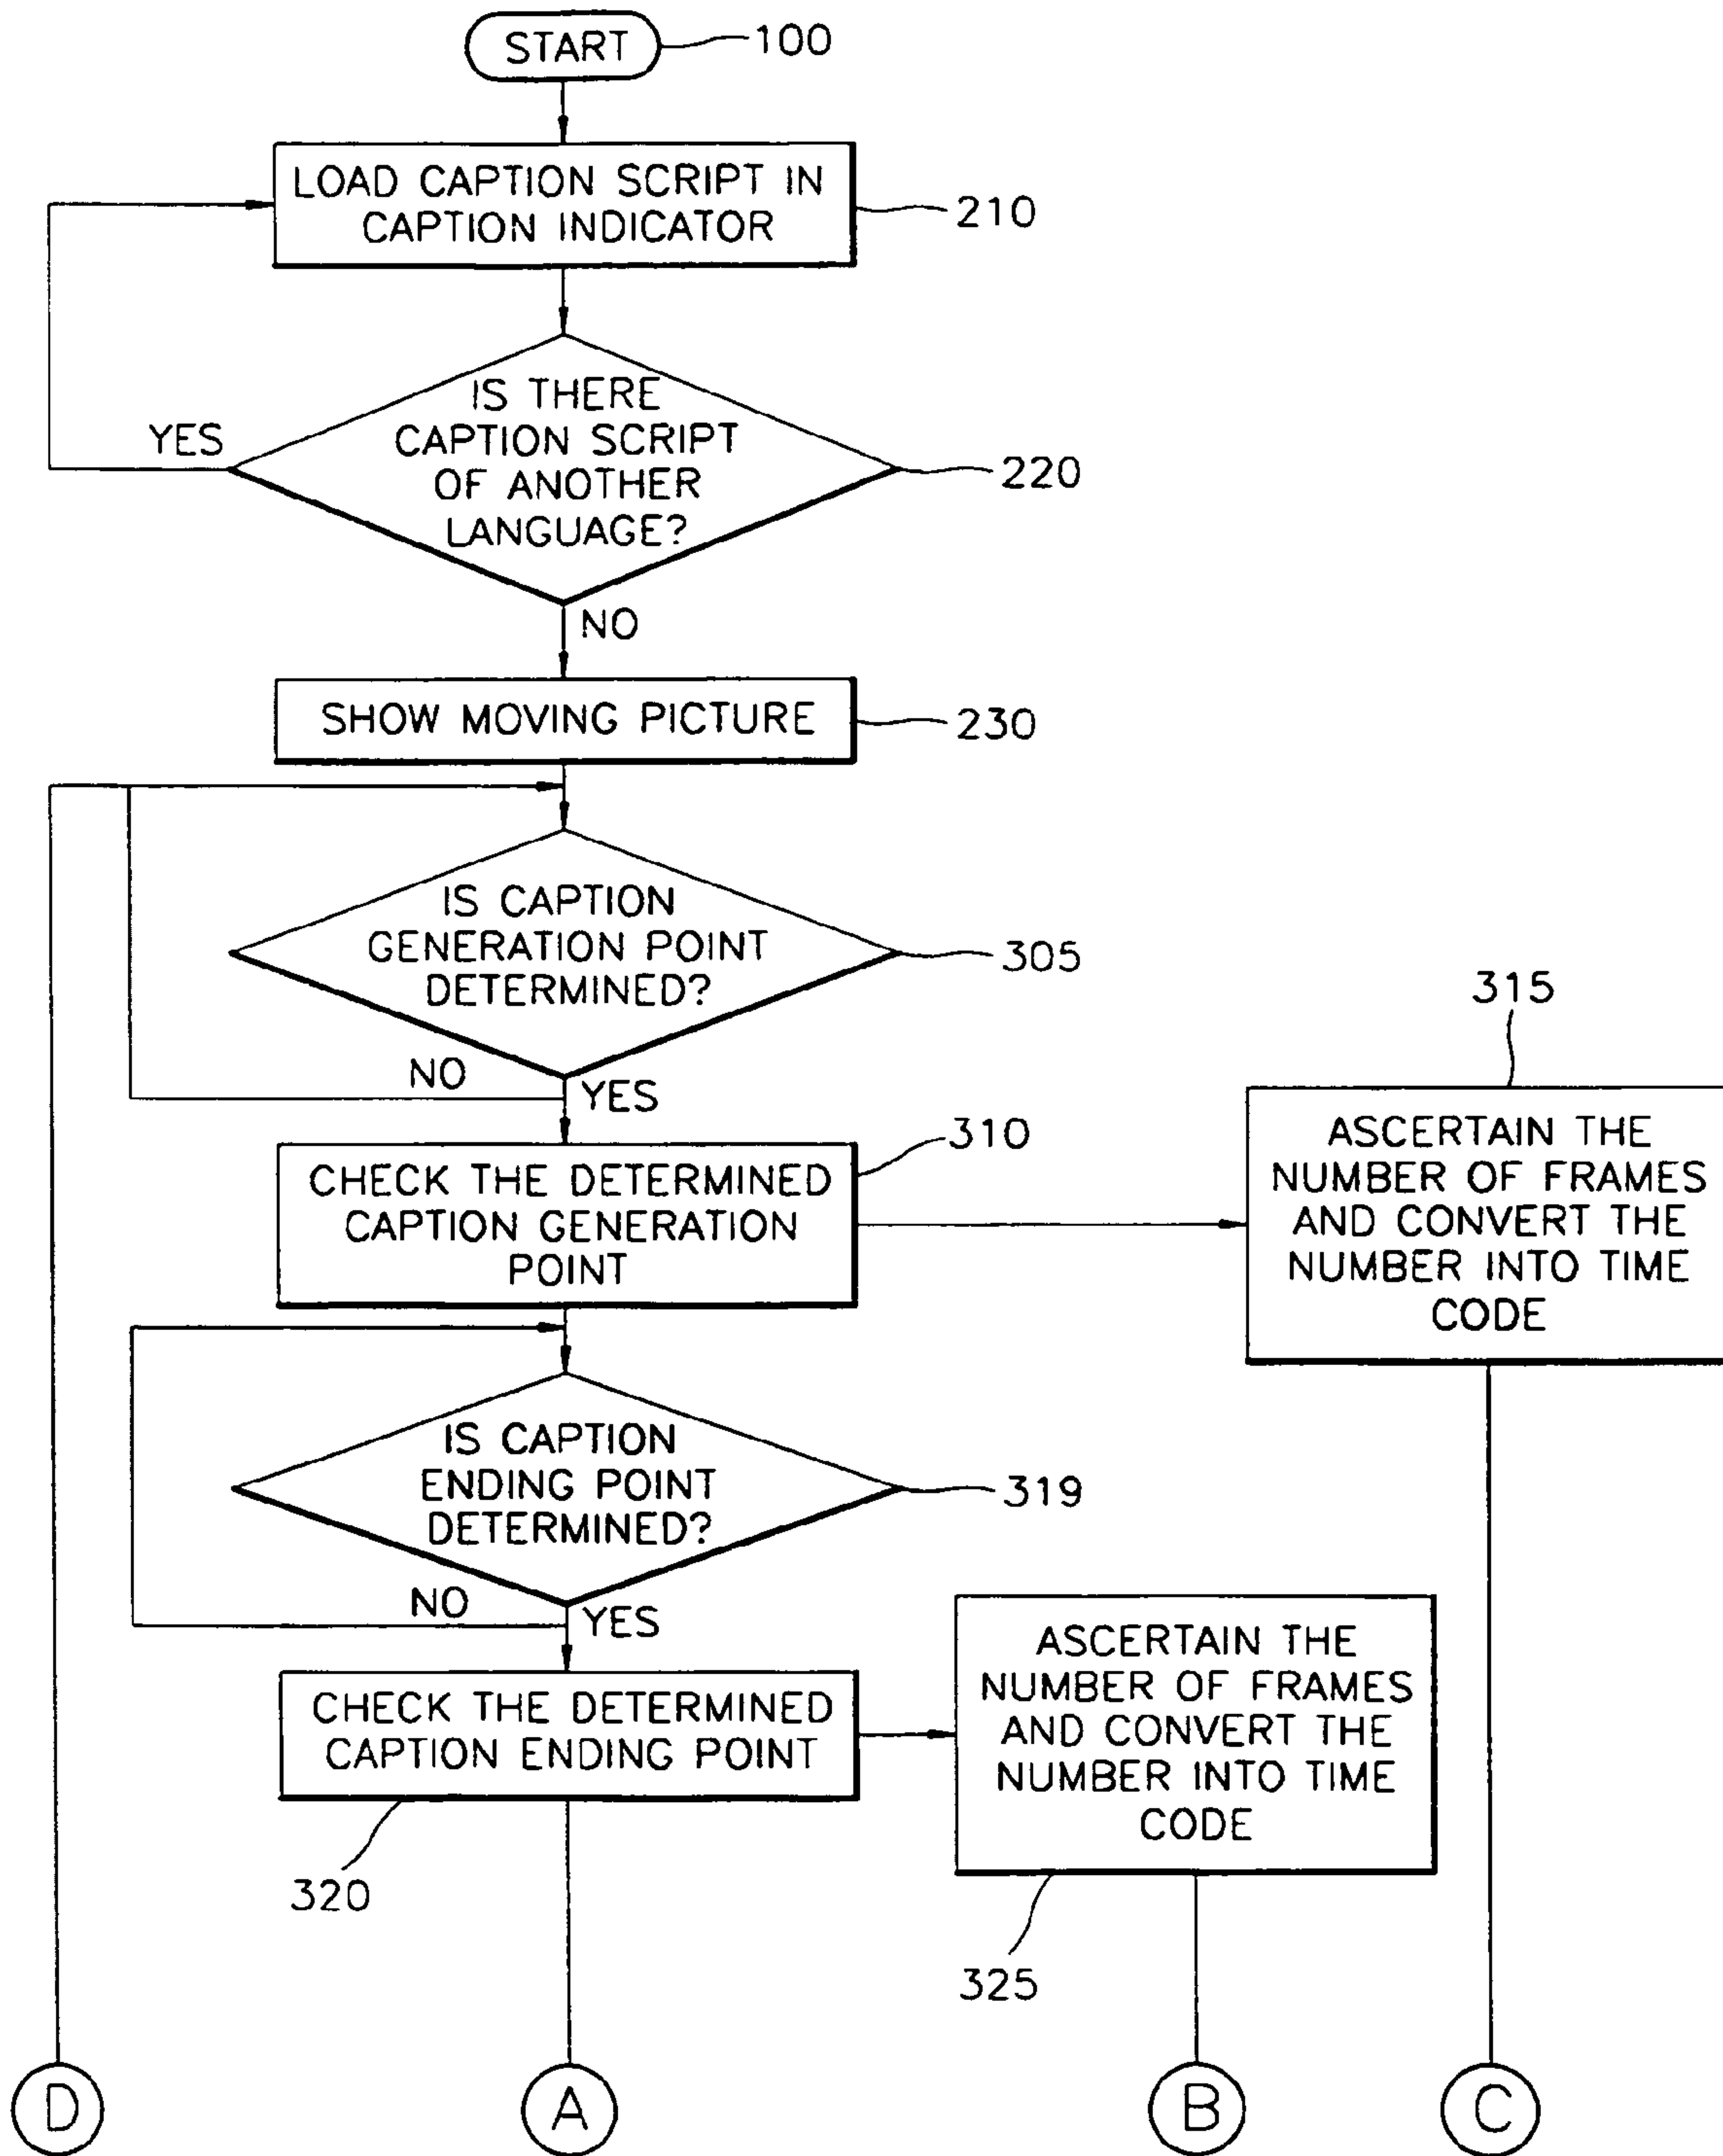 START
100
LOAD CAPTION SCRIPT IN
CAPTION INDICATOR
210
IS THERE
CAPTION SCRIPT
OF ANOTHER
LANGUAGE?
YES
220
NO
SHOW MOVING PICTURE
230
IS CAPTION
GENERATION POINT
DETERMINED?
305
NO
YES
CHECK THE DETERMINED
CAPTION GENERATION
POINT
310
315
ASCERTAIN THE
NUMBER OF FRAMES
AND CONVERT THE
NUMBER INTO TIME
CODE
IS CAPTION
ENDING POINT
DETERMINED?
319
NO
YES
CHECK THE DETERMINED
CAPTION ENDING POINT
320
ASCERTAIN THE
NUMBER OF FRAMES
AND CONVERT THE
NUMBER INTO TIME
CODE
325
D
A
B
C